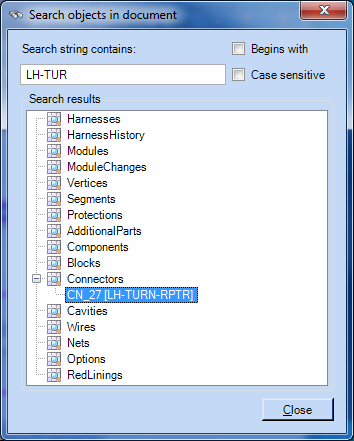 Search objects in document
Search string contains:
Begins with
LH-TUR
Case sensitive
Search results
Harnesses
HarnessHistory
Modules
ModuleChanges
Vertices
Segments
Protections
AdditionalParts
Components
Blocks
Connectors
CN_27 [LH-TURN-RPTR]
Cavities
Wires
Nets
Options
RedLinings
Close